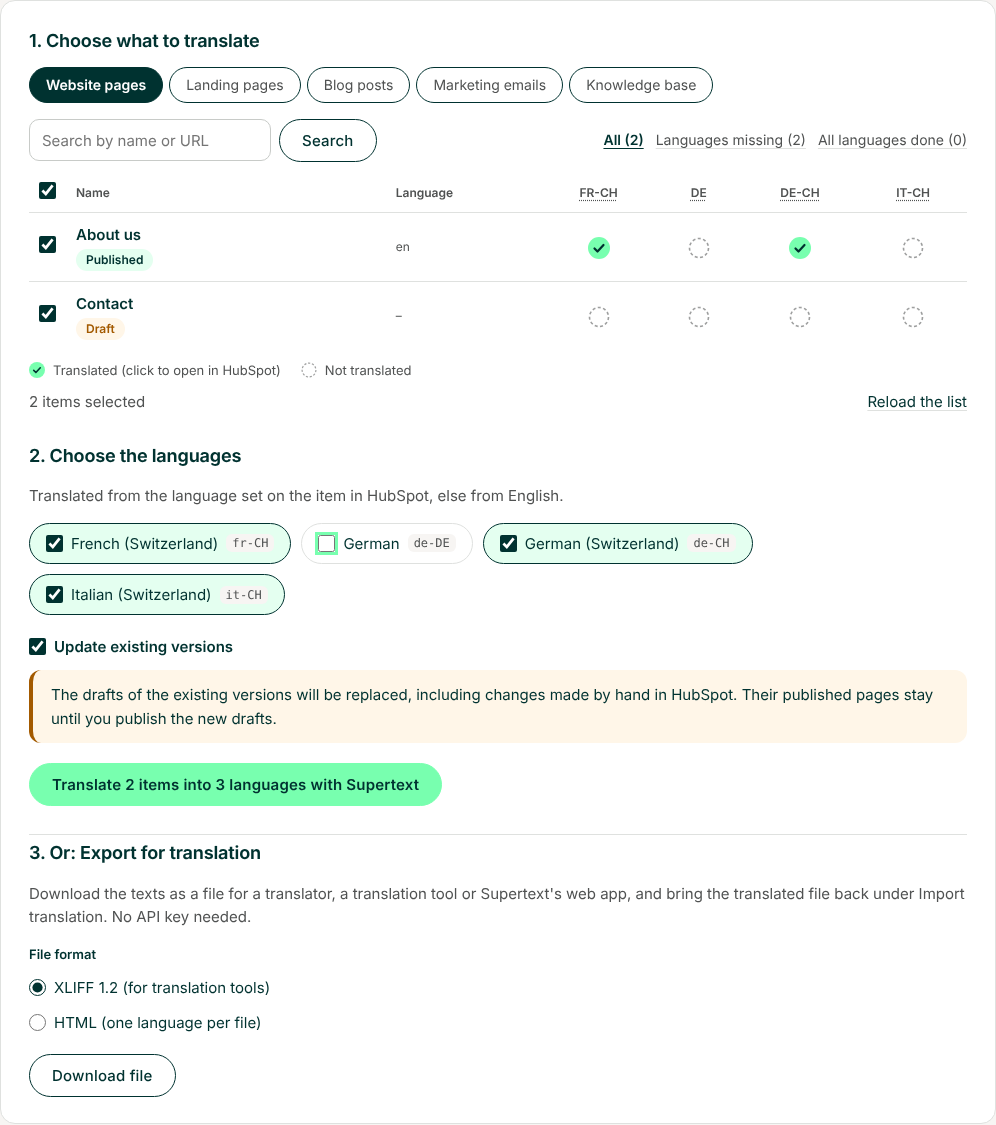 1. Choose what to translate
Website pages
Landing pages
Blog posts
Marketing emails
Knowledge base
Search by name or URL
Search
All (2)
Languages missing (2)
All languages done (0)
Name
Language
FR-CH
DE
DE-CH
IT-CH
About us
Published
en
Contact
Draft
–
Translated (click to open in HubSpot)
Not translated
2 items selected
Reload the list
2. Choose the languages
Translated from the language set on the item in HubSpot, else from English.
French (Switzerland) fr-CH
German de-DE
German (Switzerland) de-CH
Italian (Switzerland) it-CH
Update existing versions
The drafts of the existing versions will be replaced, including changes made by hand in HubSpot. Their published pages stay
until you publish the new drafts.
Translate 2 items into 3 languages with Supertext
3. Or: Export for translation
Download the texts as a file for a translator, a translation tool or Supertext's web app, and bring the translated file back under Import
translation. No API key needed.
File format
XLIFF 1.2 (for translation tools)
HTML (one language per file)
Download file